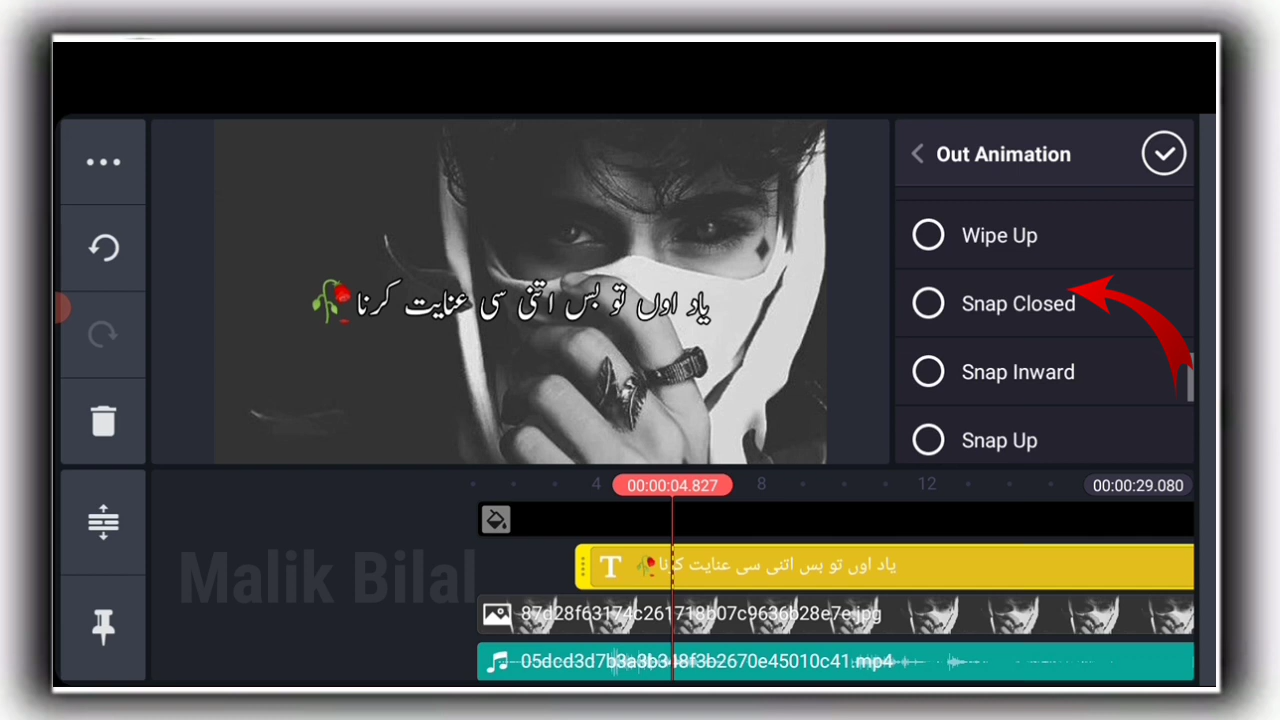 Out Animation
Wipe Up
Snap Closed
Snap Inward
Snap Up
یاد اوں تو بس اتنی سی عنایت کرنا🥀
4
00:00:04.827
8
12
00:00:29.080
T یاد اوں تو بس اتنی سی عنایت کرنا🥀
87d28f63174c261718b07c9636b28e7e.jpg
05dcd3d7b3a3b348f3b2670e45010c41.mp4
Malik Bilal